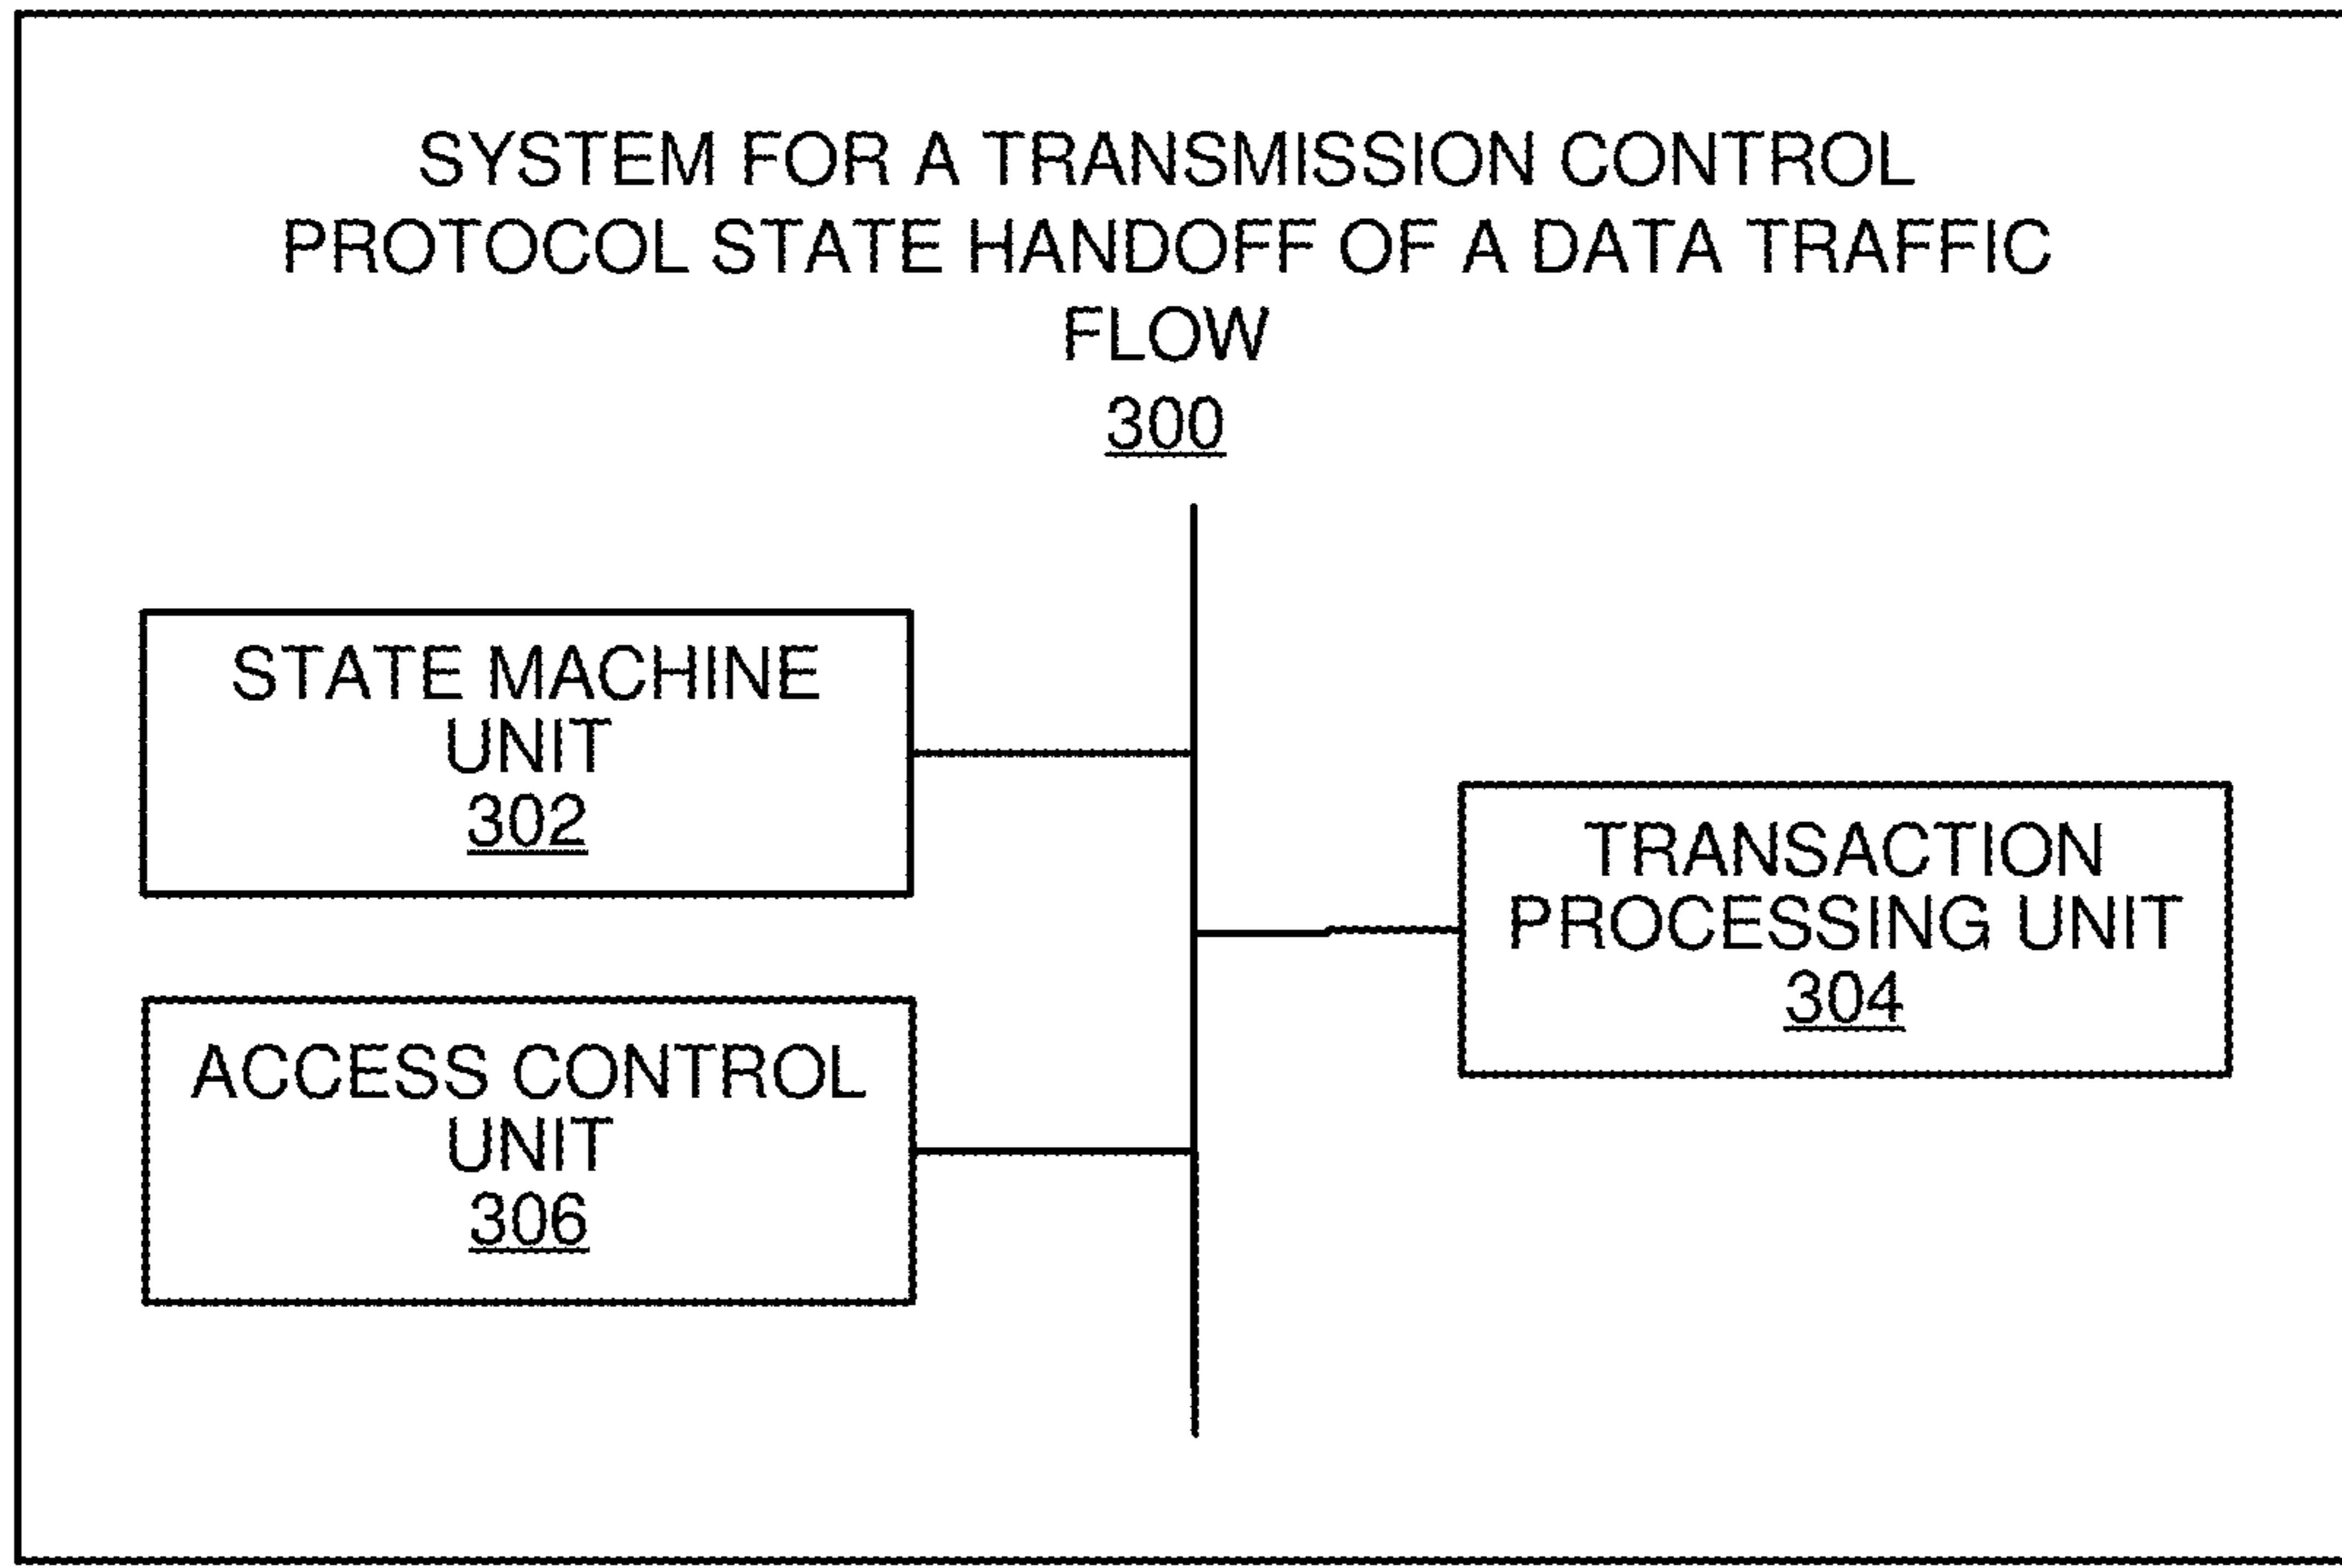 SYSTEM FOR A TRANSMISSION CONTROL
PROTOCOL STATE HANDOFF OF A DATA TRAFFIC
FLOW
300
STATE MACHINE
UNIT
302
TRANSACTION
PROCESSING UNIT
304
ACCESS CONTROL
UNIT
306